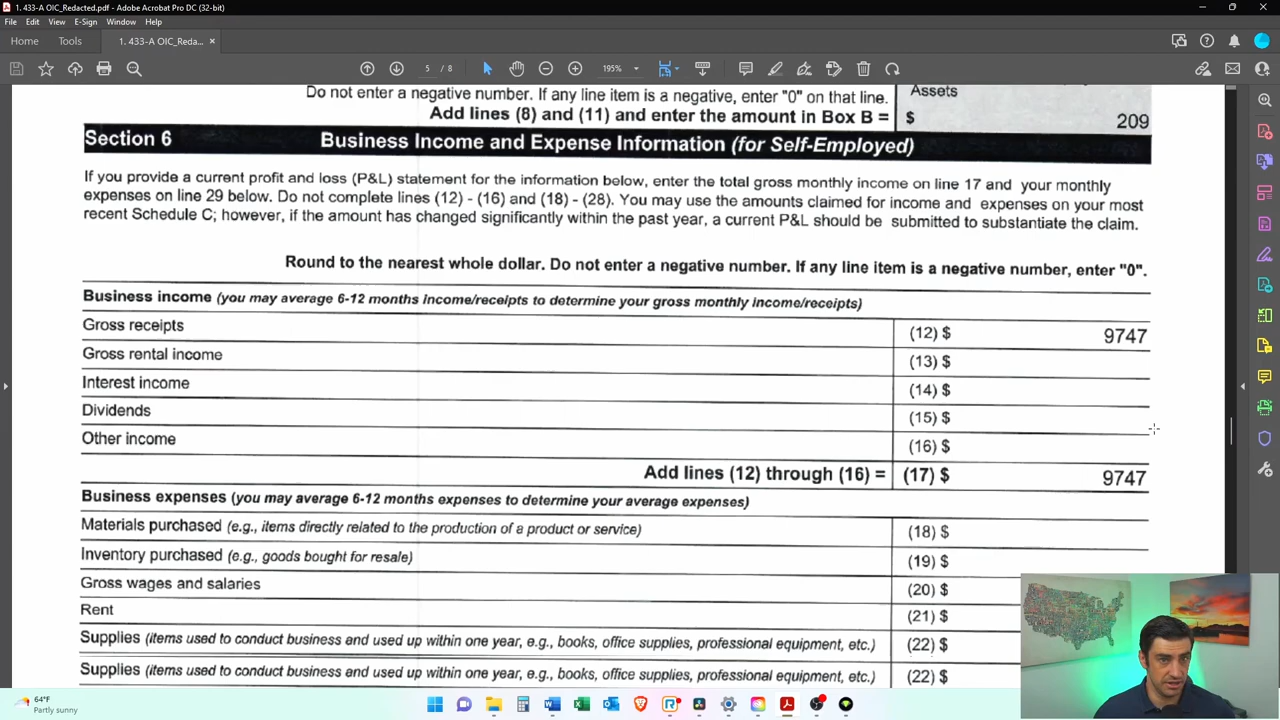 1. 433-A OIC_Redacted.pdf - Adobe Acrobat Pro DC (32-bit)
File Edit View E-Sign Window Help
Home Tools 1. 433-A OIC_Reda... ×
5 / 8 195%
Do not enter a negative number. If any line item is a negative, enter "0" on that line. Assets
Add lines (8) and (11) and enter the amount in Box B = $ 209
Section 6 Business Income and Expense Information (for Self-Employed)
If you provide a current profit and loss (P&L) statement for the information below, enter the total gross monthly income on line 17 and your monthly
expenses on line 29 below. Do not complete lines (12) - (16) and (18) - (28). You may use the amounts claimed for income and expenses on your most
recent Schedule C; however, if the amount has changed significantly within the past year, a current P&L should be submitted to substantiate the claim.
Round to the nearest whole dollar. Do not enter a negative number. If any line item is a negative number, enter "0".
Business income (you may average 6-12 months income/receipts to determine your gross monthly income/receipts)
Gross receipts (12) $ 9747
Gross rental income (13) $
Interest income (14) $
Dividends (15) $
Other income (16) $
Add lines (12) through (16) = (17) $ 9747
Business expenses (you may average 6-12 months expenses to determine your average expenses)
Materials purchased (e.g., items directly related to the production of a product or service) (18) $
Inventory purchased (e.g., goods bought for resale) (19) $
Gross wages and salaries (20) $
Rent (21) $
Supplies (items used to conduct business and used up within one year, e.g., books, office supplies, professional equipment, etc.) (22) $
Supplies (items used to conduct business and used up within one year, e.g., books, office supplies, professional equipment, etc.) (22) $
64°F
Partly sunny